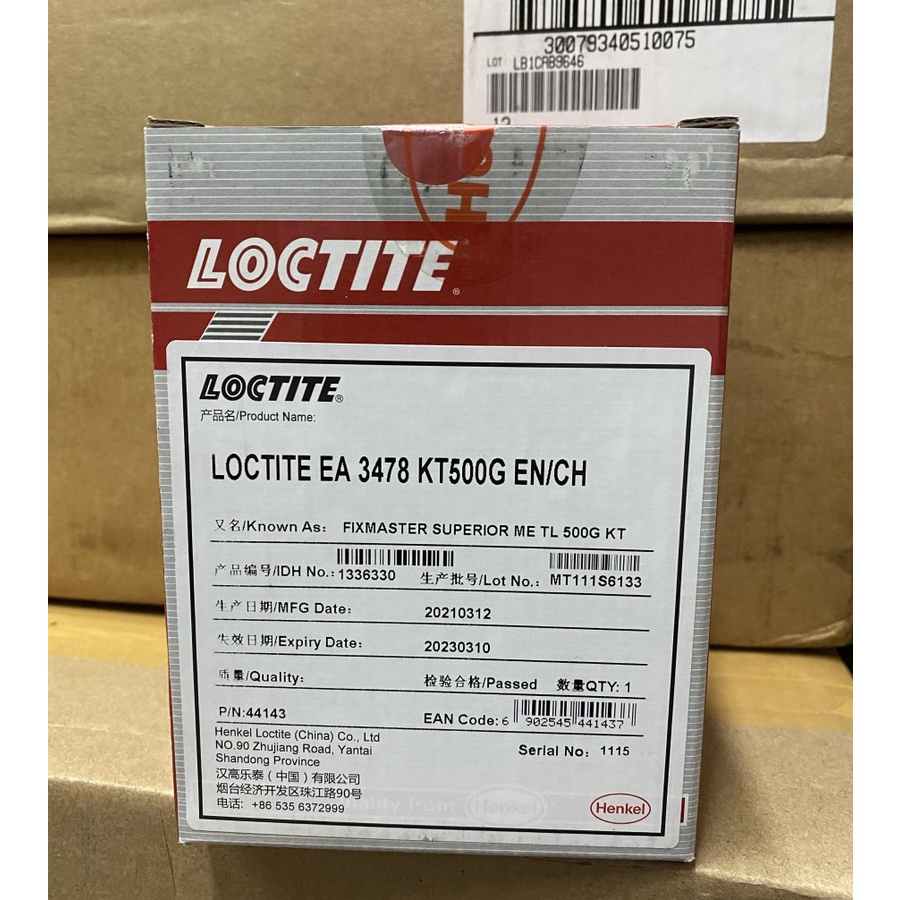 30079340510075
LOT: LB1CAB9646
12
HS
LOCTITE®
LOCTITE®
产品名/Product Name:
LOCTITE EA 3478 KT500G EN/CH
又名/Known As: FIXMASTER SUPERIOR ME TL 500G KT
产品编号/IDH No.: 1336330 生产批号/Lot No.: MT111S6133
生产日期/MFG Date: 20210312
失效日期/Expiry Date: 20230310
质量/Quality: 检验合格/Passed 数量QTY: 1
P/N:44143 EAN Code: 6 902545 441437
Henkel Loctite (China) Co., Ltd
NO.90 Zhujiang Road, Yantai
Shandong Province
Serial No: 1115
汉高乐泰（中国）有限公司
烟台经济开发区珠江路90号
电话: +86 535 6372999
Quality from
Henkel
Henkel